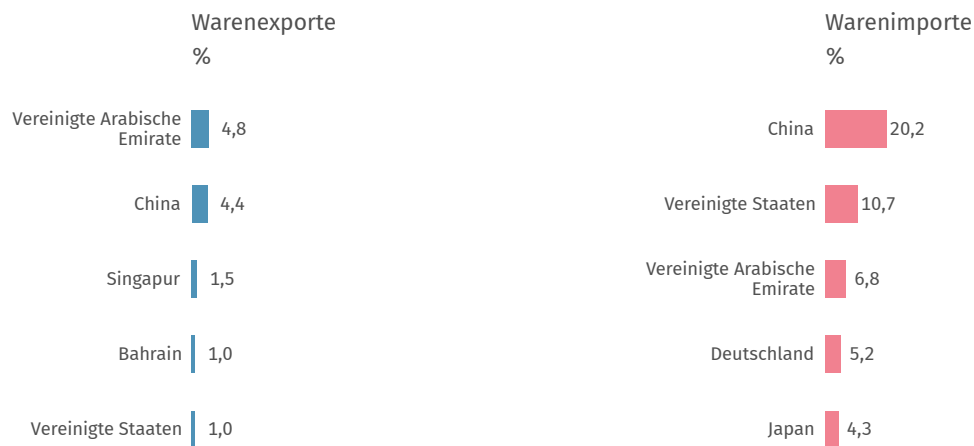 Warenexporte
%
Vereinigte Arabische
Emirate
4,8
China
4,4
Singapur
1,5
Bahrain
1,0
Vereinigte Staaten
1,0
Warenimporte
%
China
20,2
Vereinigte Staaten
10,7
Vereinigte Arabische
Emirate
6,8
Deutschland
5,2
Japan
4,3